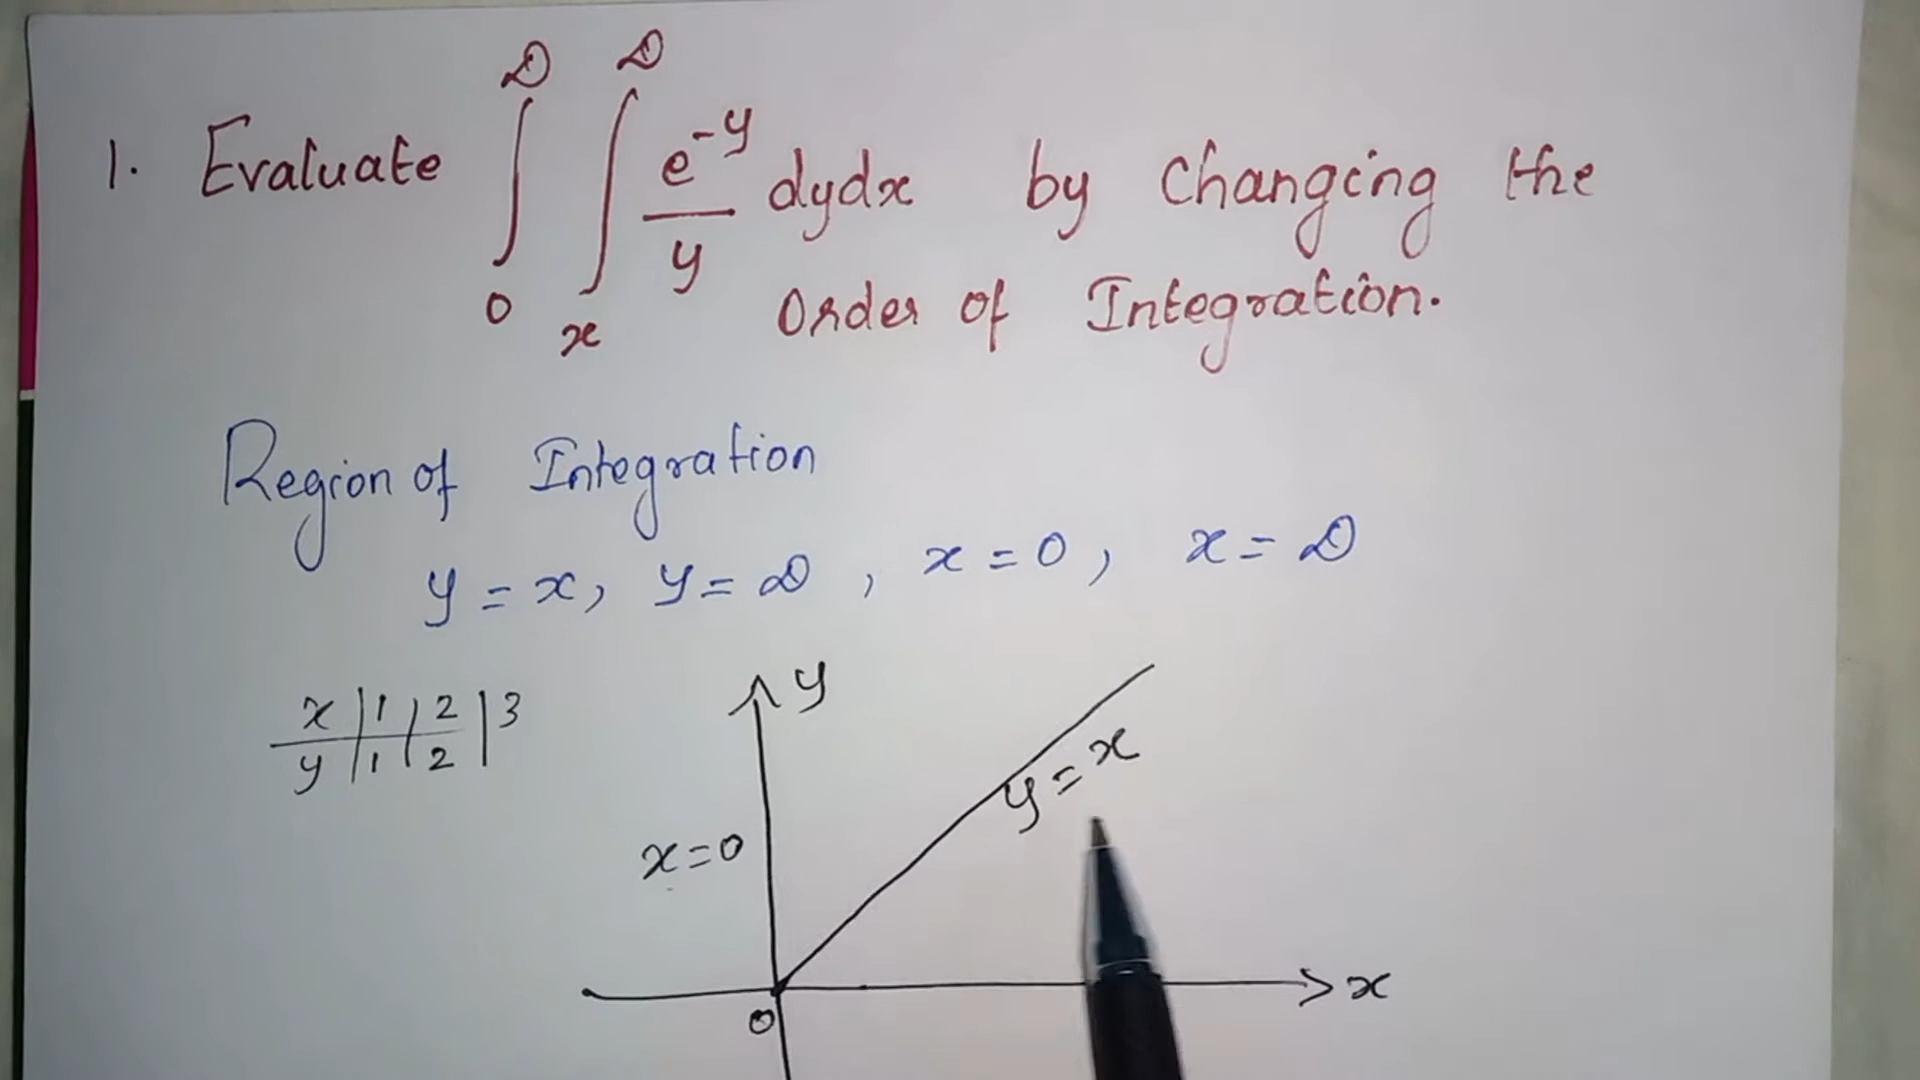 1. Evaluate ∫₀^∞ ∫ₓ^∞ e^-y/y dydx by Changing the
Order of Integration.
Region of Integration
y = x, y = ∞, x = 0, x = ∞
x | 1 | 2 | 3
y | 1 | 2 |
y
y = x
x=0
x
0